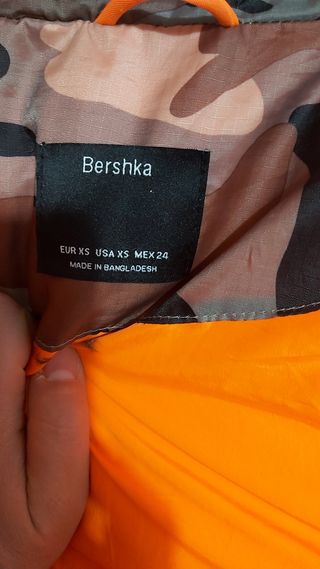 Bershka
EUR XS USA XS MEX 24
MADE IN BANGLADESH